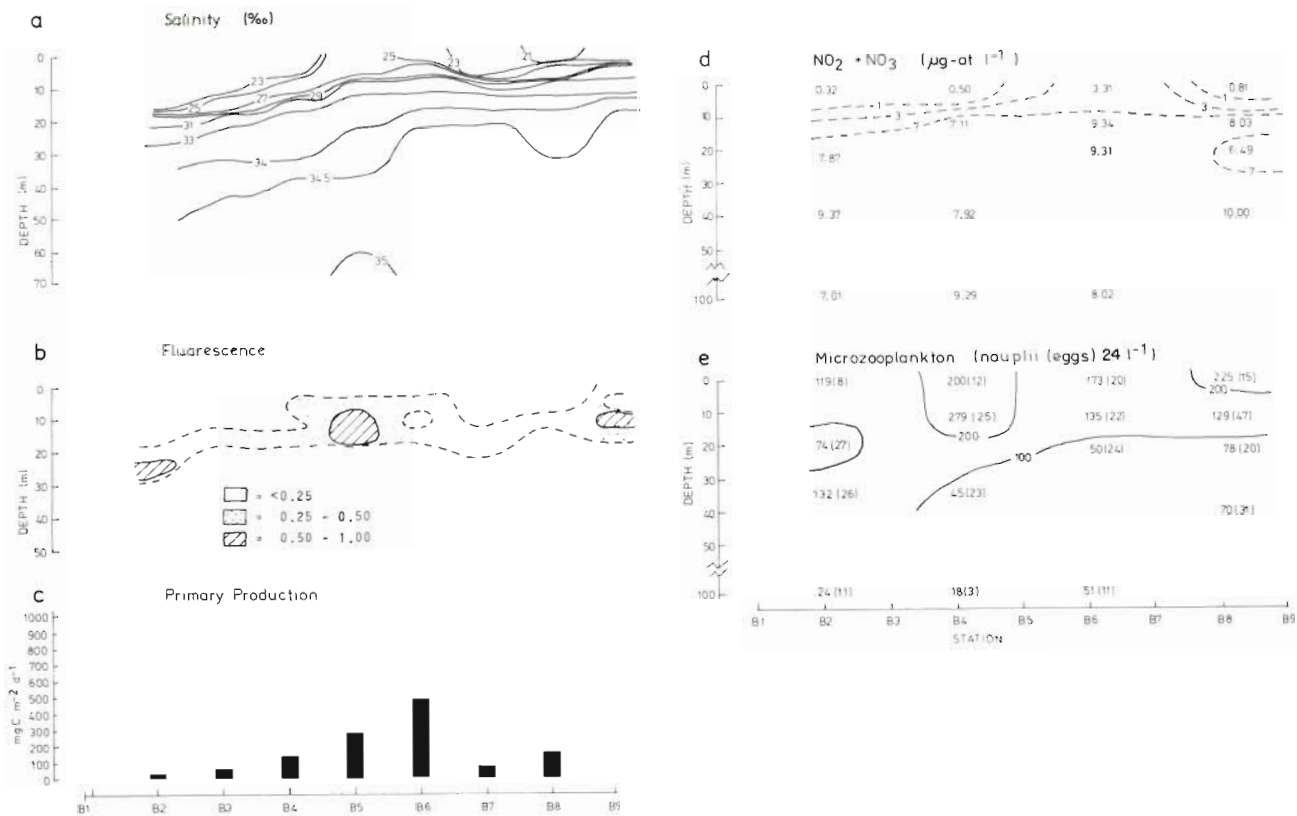 a
Salinity (‰)
0
10
20
30
40
50
60
70
DEPTH (m)
23
25
27
29
31
33
34
34.5
35
25
23
21
b
Fluorescence
0
10
20
30
40
50
DEPTH (m)
= <0.25
= 0.25 - 0.50
= 0.50 - 1.00
c
Primary Production
1000
900
800
700
600
500
400
300
200
100
0
mgC m⁻² d⁻¹
B1 B2 B3 B4 B5 B6 B7 B8 B9
d
NO₂ + NO₃ (µg-at l⁻¹)
0
10
20
30
40
50
100
DEPTH (m)
0.32 0.50 3.31 0.81
1 1
3 3
7 7.11 9.34 8.03
7.87 9.31 6.49
7
9.37 7.92 10.00
7.01 9.29 8.02
e
Microzooplankton (nauplii (eggs) 24 l⁻¹)
0
10
20
30
40
50
100
DEPTH (m)
119(8) 200(12) 173(20) 225(15)
200
279(25) 135(22) 129(47)
200
74(27) 100 50(24) 78(20)
132(26) 45(23)
70(31)
24(11) 18(3) 51(11)
B1 B2 B3 B4 B5 B6 B7 B8 B9
STATION